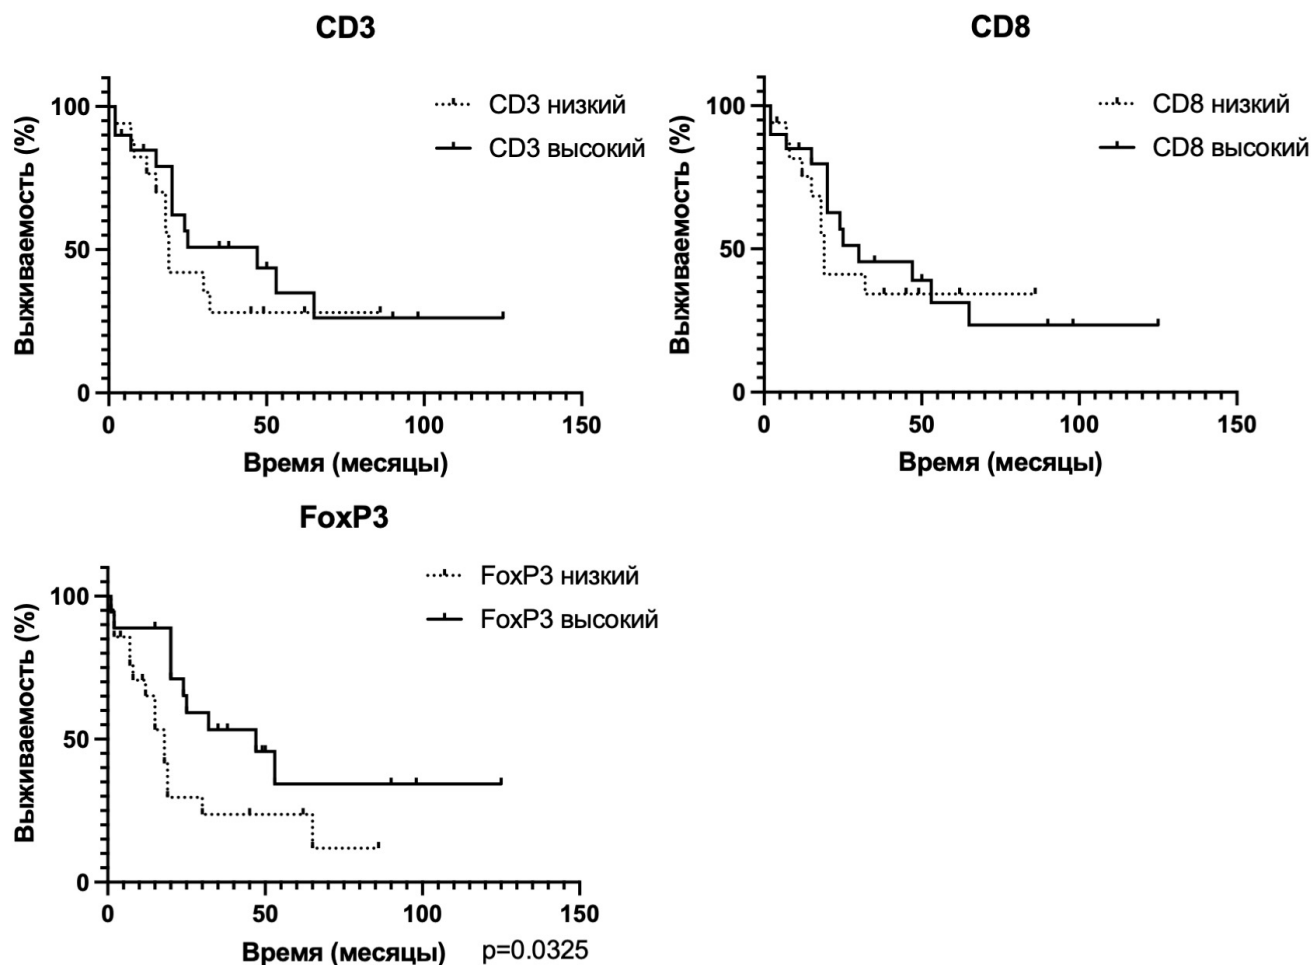 CD3
100
50
0
Выживаемость (%)
CD3 низкий
CD3 высокий
0 50 100 150
Время (месяцы)
CD8
100
50
0
Выживаемость (%)
CD8 низкий
CD8 высокий
0 50 100 150
Время (месяцы)
FoxP3
100
50
0
Выживаемость (%)
FoxP3 низкий
FoxP3 высокий
0 50 100 150
Время (месяцы) p=0.0325